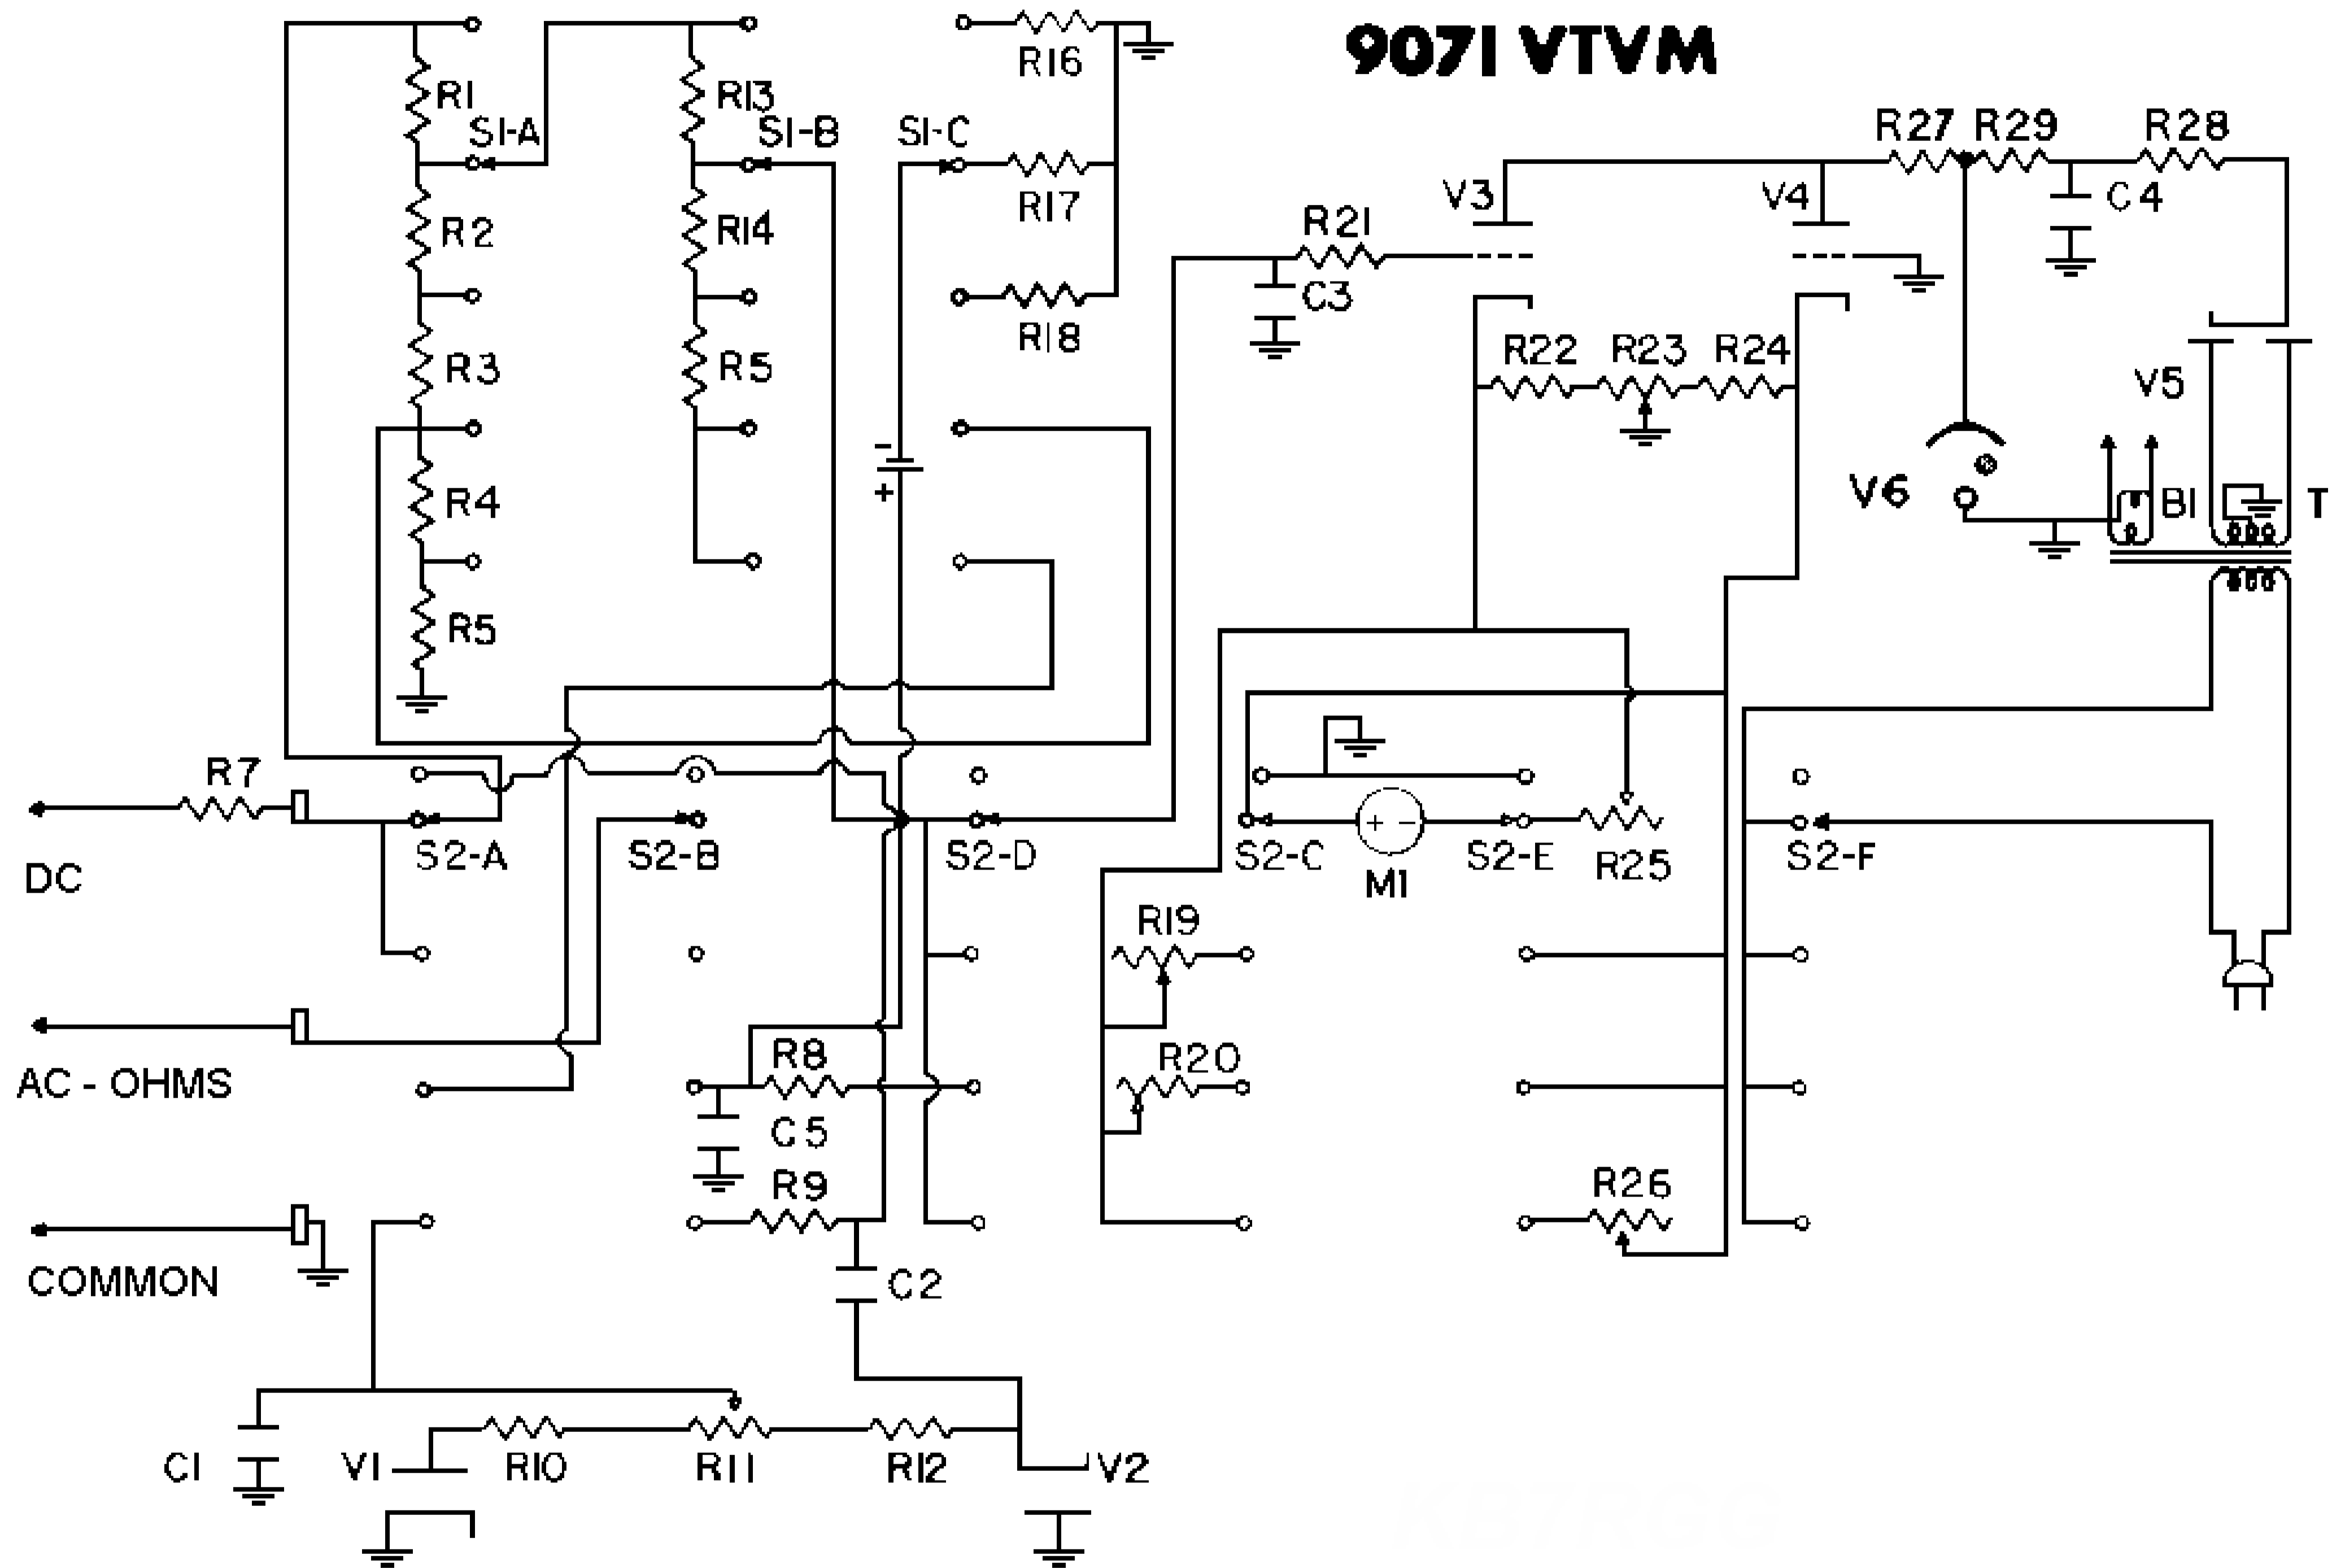 9071 VTVM
R16
R1
R13
S1-A
S1-B
S1-C
R27
R29
R28
R2
R14
R17
R21
V3
V4
C4
R3
R5
R18
C3
R22
R23
R24
V5
-
+
R4
V6
B1
T
R5
R7
+ -
DC
S2-A
S2-B
S2-D
S2-C
M1
S2-E
R25
S2-F
R19
AC - OHMS
R8
R20
C5
R9
R26
COMMON
C2
C1
V1
R10
R11
R12
V2